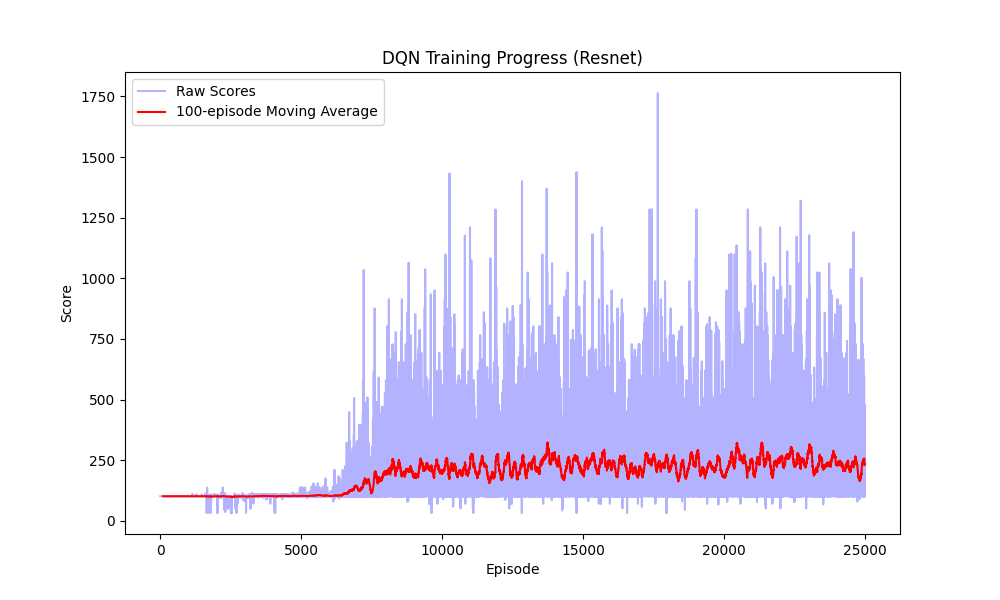 DQN Training Progress (Resnet)
Raw Scores
100-episode Moving Average
1750
1500
1250
1000
750
500
250
0
Score
0 5000 10000 15000 20000 25000
Episode